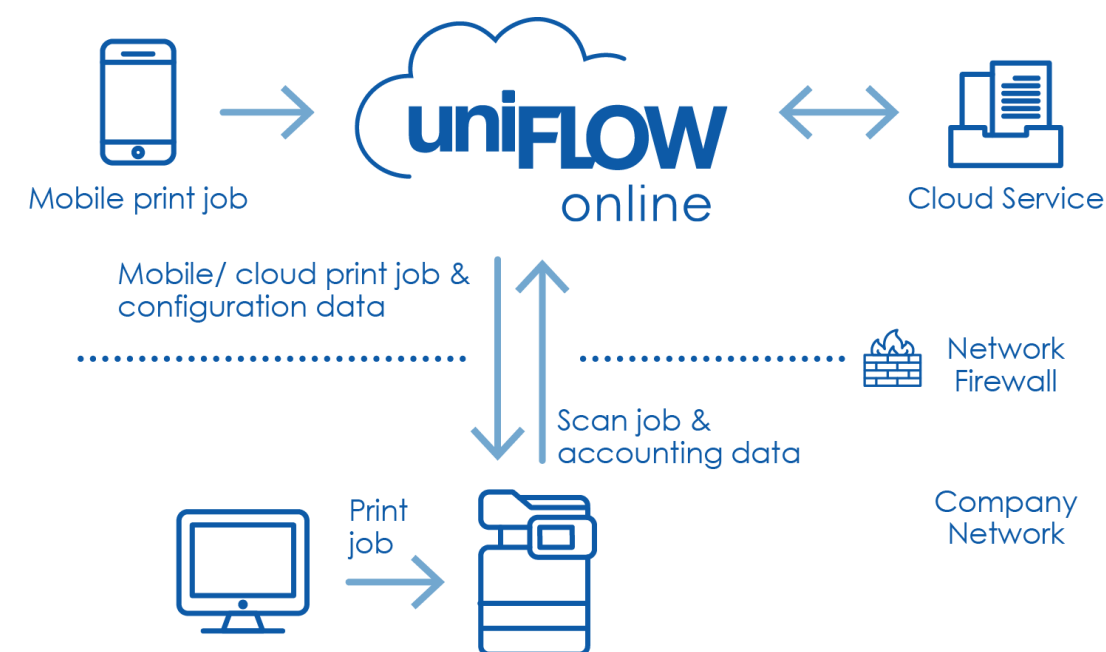 uniFLOW
online
Mobile print job
Cloud Service
Mobile/ cloud print job &
configuration data
Network
Firewall
Scan job &
accounting data
Print
job
Company
Network